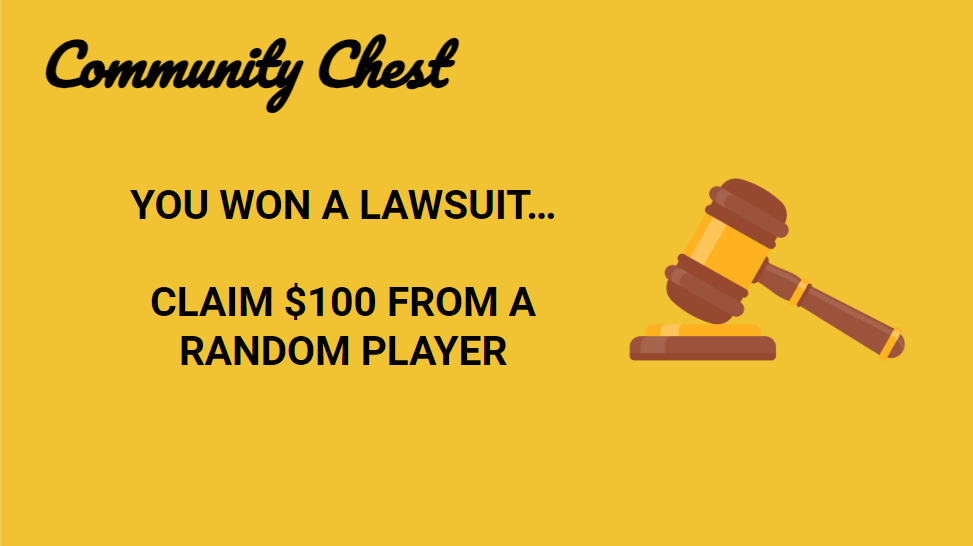 Community Chest
YOU WON A LAWSUIT...
CLAIM $100 FROM A
RANDOM PLAYER